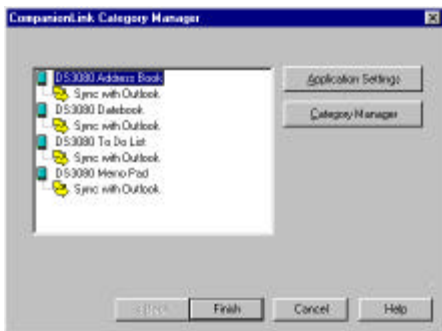 CompanionLink Category Manager
DS3080 Address Book
Sync with Outlook
DS3080 Datebook
Sync with Outlook
DS3080 To Do List
Sync with Outlook
DS3080 Memo Pad
Sync with Outlook
Application Settings
Category Manager
< Back
Finish
Cancel
Help